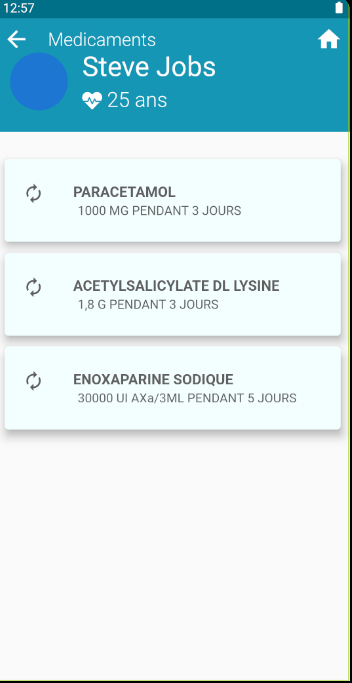 12:57
Medicaments
Steve Jobs
25 ans
PARACETAMOL
1000 MG PENDANT 3 JOURS
ACETYLSALICYLATE DL LYSINE
1,8 G PENDANT 3 JOURS
ENOXAPARINE SODIQUE
30000 UI AXa/3ML PENDANT 5 JOURS